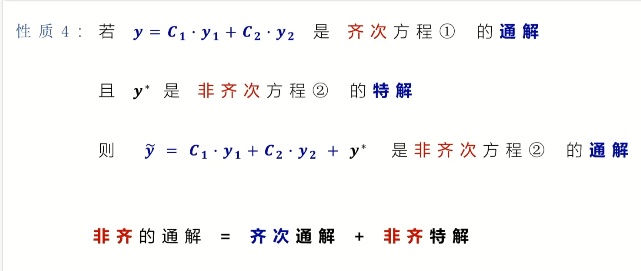 性质4：若 y = C₁·y₁ + C₂·y₂ 是 齐次方程① 的通解
且 y* 是 非齐次方程② 的特解
则 ỹ = C₁·y₁ + C₂·y₂ + y* 是非齐次方程② 的通解
非齐的通解 = 齐次通解 + 非齐特解